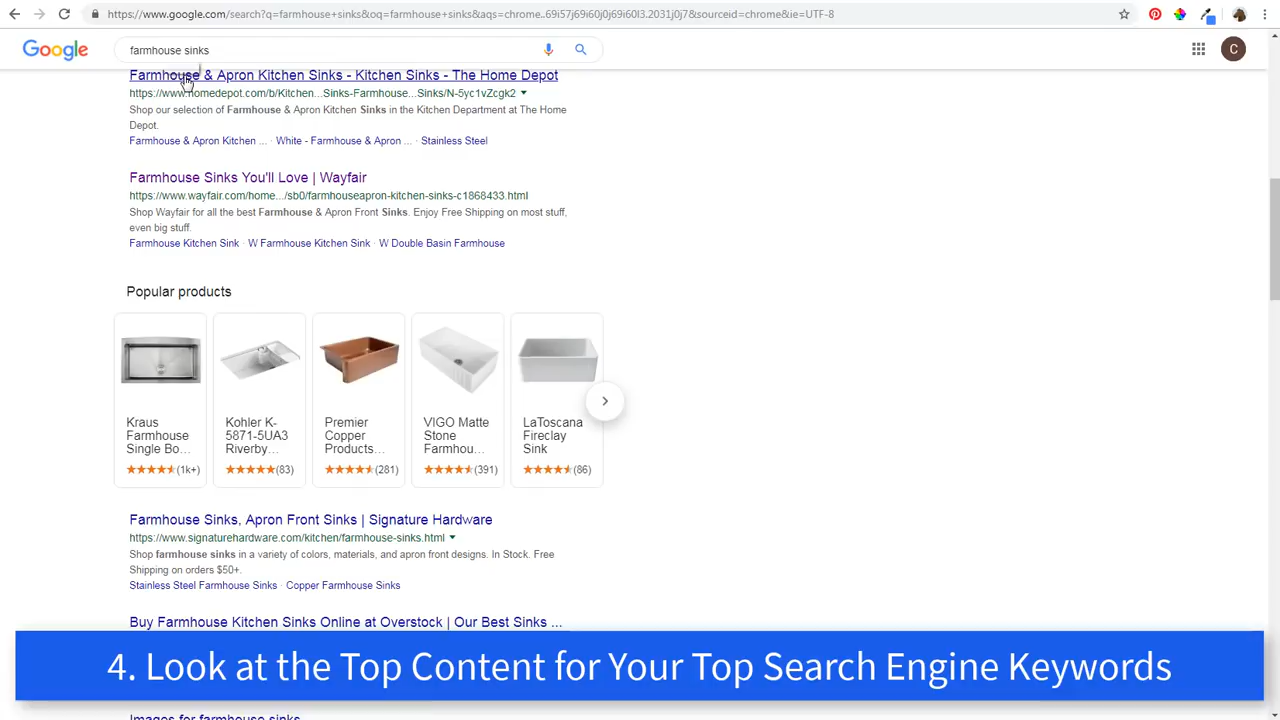 https://www.google.com/search?q=farmhouse+sinks&oq=farmhouse+sinks&aqs=chrome..69i57j69i60j0j69i60l3.2031j0j7&sourceid=chrome&ie=UTF-8
Google
farmhouse sinks
C
Farmhouse & Apron Kitchen Sinks - Kitchen Sinks - The Home Depot
https://www.homedepot.com/b/Kitchen...Sinks-Farmhouse...Sinks/N-5yc1vZcgk2
Shop our selection of Farmhouse & Apron Kitchen Sinks in the Kitchen Department at The Home
Depot.
Farmhouse & Apron Kitchen ... · White - Farmhouse & Apron ... · Stainless Steel
Farmhouse Sinks You'll Love | Wayfair
https://www.wayfair.com/home.../sb0/farmhouseapron-kitchen-sinks-c1868433.html
Shop Wayfair for all the best Farmhouse & Apron Front Sinks. Enjoy Free Shipping on most stuff,
even big stuff.
Farmhouse Kitchen Sink · W Farmhouse Kitchen Sink · W Double Basin Farmhouse
Popular products
Kraus
Farmhouse
Single Bo...
(1k+)
Kohler K-
5871-5UA3
Riverby...
(83)
Premier
Copper
Products...
(281)
VIGO Matte
Stone
Farmhou...
(391)
LaToscana
Fireclay
Sink
(86)
Farmhouse Sinks, Apron Front Sinks | Signature Hardware
https://www.signaturehardware.com/kitchen/farmhouse-sinks.html
Shop farmhouse sinks in a variety of colors, materials, and apron front designs. In Stock. Free
Shipping on orders $50+.
Stainless Steel Farmhouse Sinks · Copper Farmhouse Sinks
Buy Farmhouse Kitchen Sinks Online at Overstock | Our Best Sinks ...
4. Look at the Top Content for Your Top Search Engine Keywords
Images for farmhouse sinks